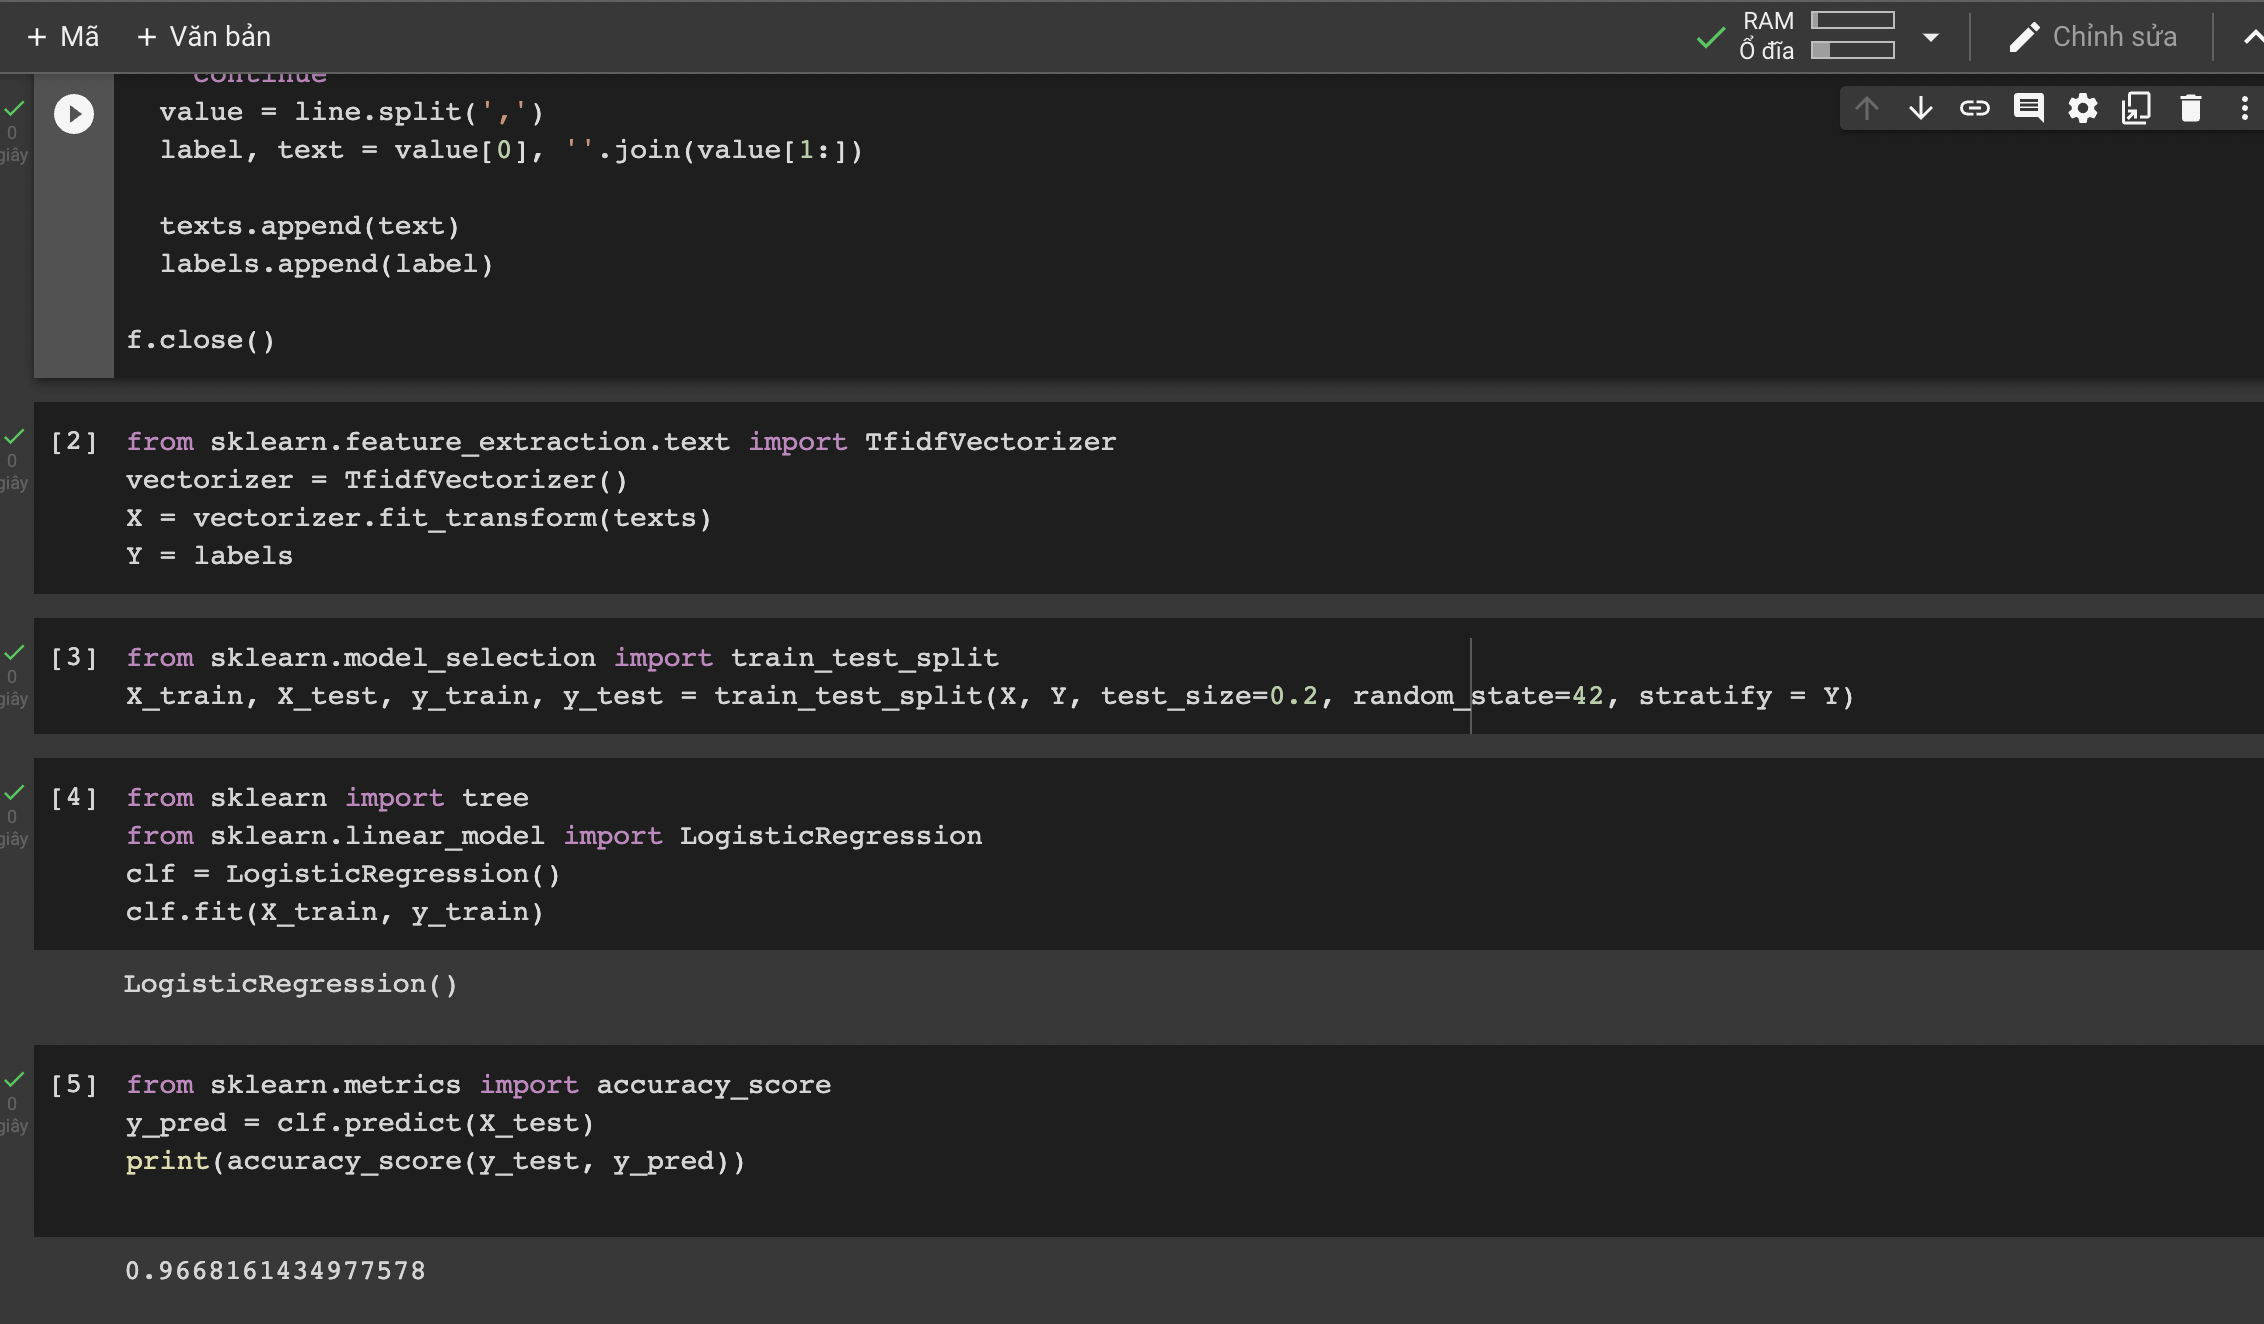 + Mã + Văn bản
RAM
Ổ đĩa
Chỉnh sửa
continue
value = line.split(',')
label, text = value[0], ''.join(value[1:])
texts.append(text)
labels.append(label)
f.close()
0
giây
[2] from sklearn.feature_extraction.text import TfidfVectorizer
vectorizer = TfidfVectorizer()
X = vectorizer.fit_transform(texts)
Y = labels
0
giây
[3] from sklearn.model_selection import train_test_split
X_train, X_test, y_train, y_test = train_test_split(X, Y, test_size=0.2, random_state=42, stratify = Y)
0
giây
[4] from sklearn import tree
from sklearn.linear_model import LogisticRegression
clf = LogisticRegression()
clf.fit(X_train, y_train)
0
giây
LogisticRegression()
[5] from sklearn.metrics import accuracy_score
y_pred = clf.predict(X_test)
print(accuracy_score(y_test, y_pred))
0
giây
0.9668161434977578